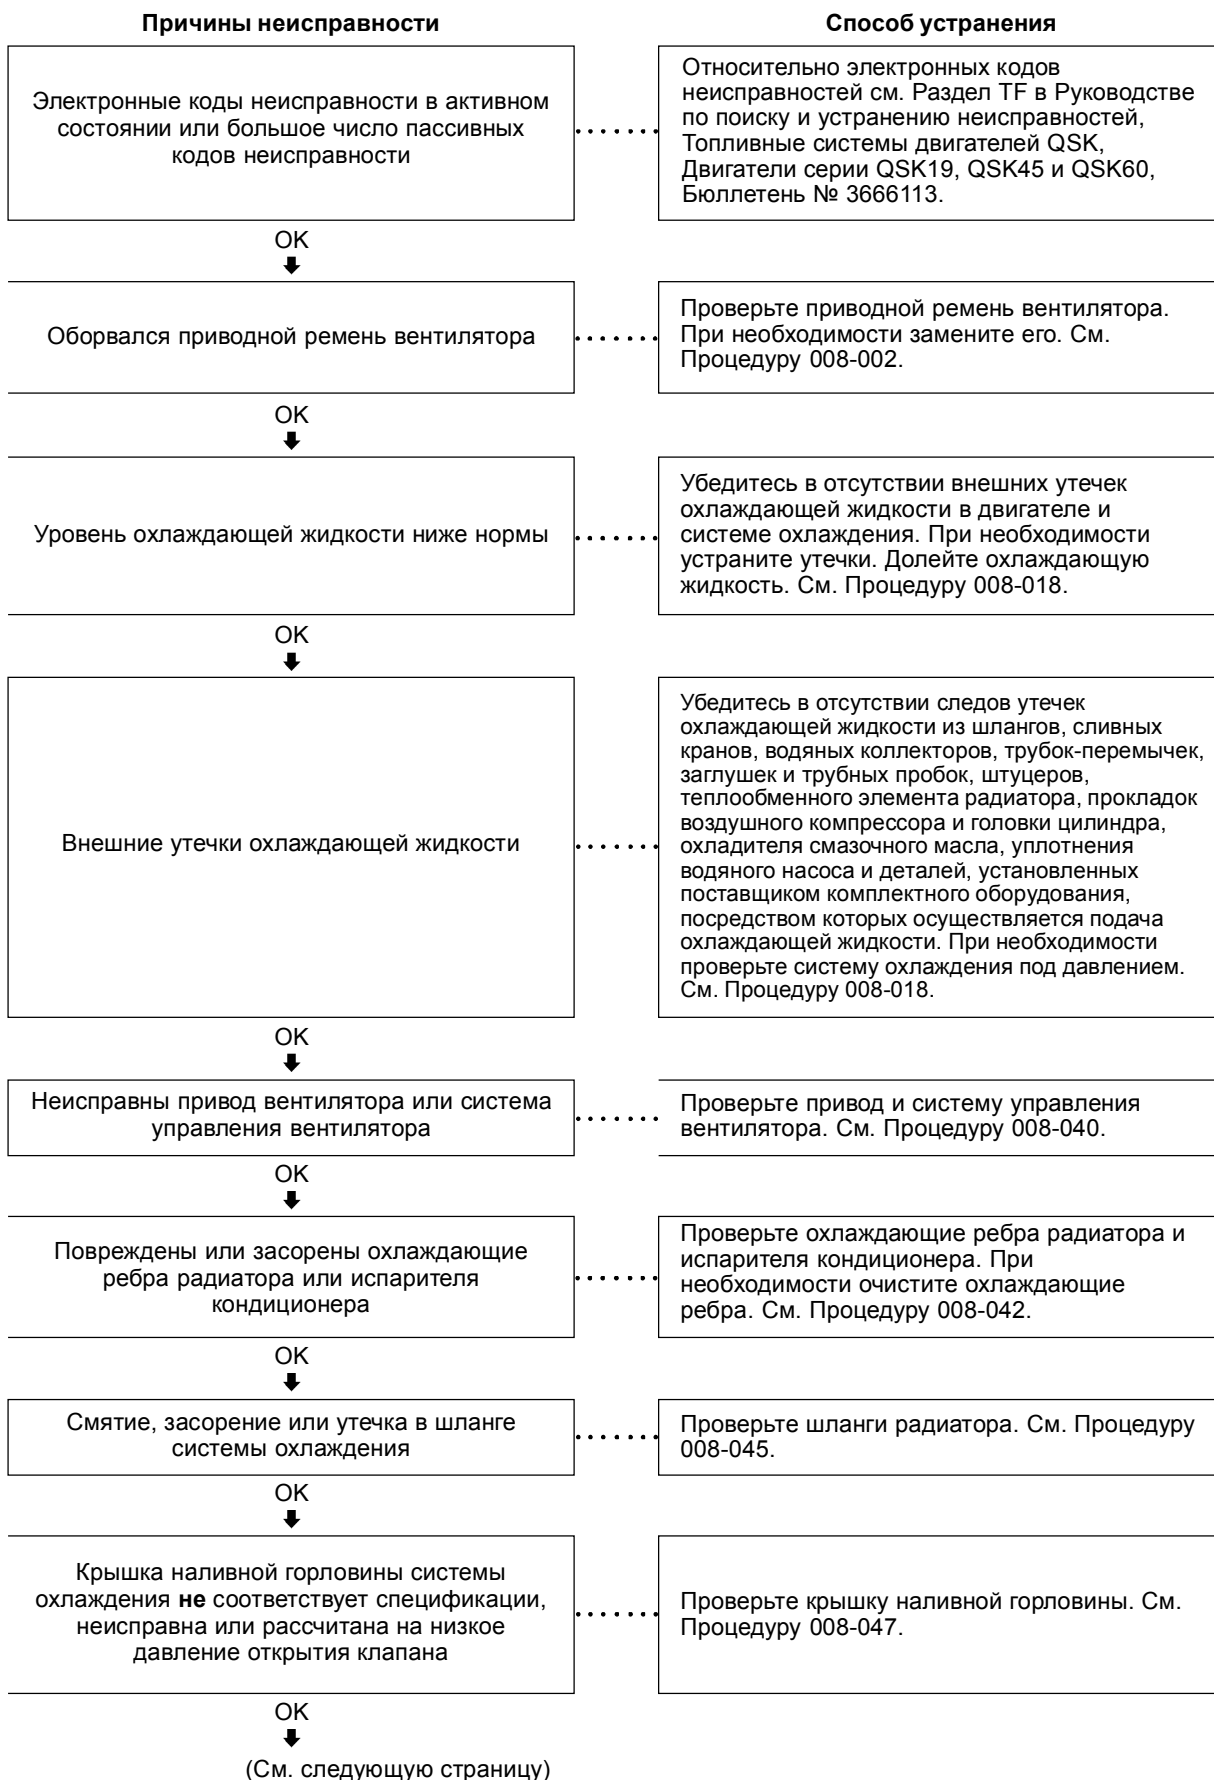 Причины неисправности
Способ устранения
Электронные коды неисправности в активном
состоянии или большое число пассивных
кодов неисправности
Относительно электронных кодов
неисправностей см. Раздел TF в Руководстве
по поиску и устранению неисправностей,
Топливные системы двигателей QSK,
Двигатели серии QSK19, QSK45 и QSK60,
Бюллетень № 3666113.
OK
Оборвался приводной ремень вентилятора
Проверьте приводной ремень вентилятора.
При необходимости замените его. См.
Процедуру 008-002.
OK
Уровень охлаждающей жидкости ниже нормы
Убедитесь в отсутствии внешних утечек
охлаждающей жидкости в двигателе и
системе охлаждения. При необходимости
устраните утечки. Долейте охлаждающую
жидкость. См. Процедуру 008-018.
OK
Внешние утечки охлаждающей жидкости
Убедитесь в отсутствии следов утечек
охлаждающей жидкости из шлангов, сливных
кранов, водяных коллекторов, трубок-перемычек,
заглушек и трубных пробок, штуцеров,
теплообменного элемента радиатора, прокладок
воздушного компрессора и головки цилиндра,
охладителя смазочного масла, уплотнения
водяного насоса и деталей, установленных
поставщиком комплектного оборудования,
посредством которых осуществляется подача
охлаждающей жидкости. При необходимости
проверьте систему охлаждения под давлением.
См. Процедуру 008-018.
OK
Неисправны привод вентилятора или система
управления вентилятора
Проверьте привод и систему управления
вентилятора. См. Процедуру 008-040.
OK
Повреждены или засорены охлаждающие
ребра радиатора или испарителя
кондиционера
Проверьте охлаждающие ребра радиатора и
испарителя кондиционера. При
необходимости очистите охлаждающие
ребра. См. Процедуру 008-042.
OK
Смятие, засорение или утечка в шланге
системы охлаждения
Проверьте шланги радиатора. См. Процедуру
008-045.
OK
Крышка наливной горловины системы
охлаждения не соответствует спецификации,
неисправна или рассчитана на низкое
давление открытия клапана
Проверьте крышку наливной горловины. См.
Процедуру 008-047.
OK
(См. следующую страницу)